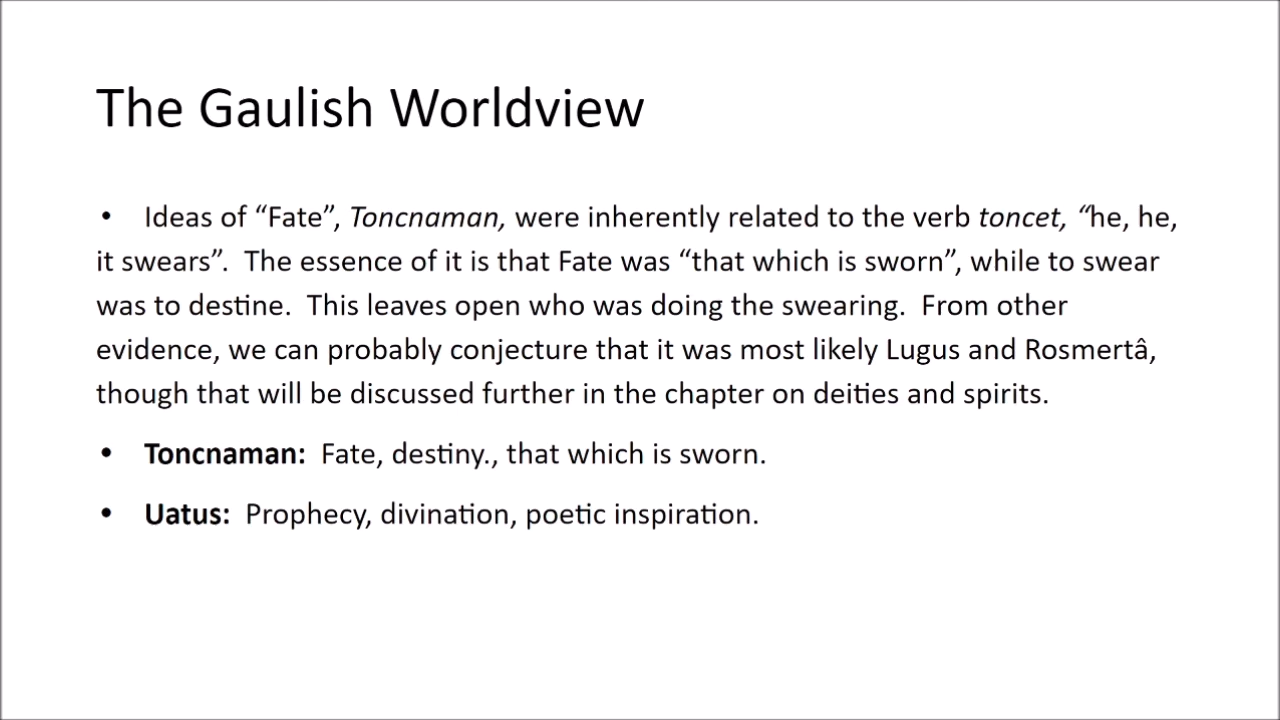 The Gaulish Worldview
• Ideas of “Fate”, Toncnaman, were inherently related to the verb toncet, “he, he,
it swears”.  The essence of it is that Fate was “that which is sworn”, while to swear
was to destine.  This leaves open who was doing the swearing.  From other
evidence, we can probably conjecture that it was most likely Lugus and Rosmertâ,
though that will be discussed further in the chapter on deities and spirits.
• Toncnaman:  Fate, destiny., that which is sworn.
• Uatus:  Prophecy, divination, poetic inspiration.